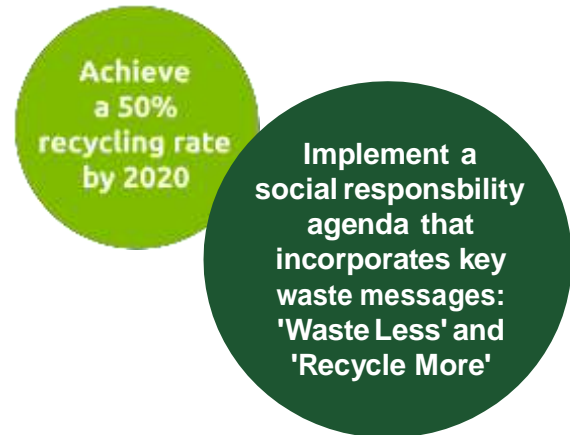 Achieve
a 50%
recycling rate
by 2020
Implement a
social responsbility
agenda that
incorporates key
waste messages:
'Waste Less' and
'Recycle More'